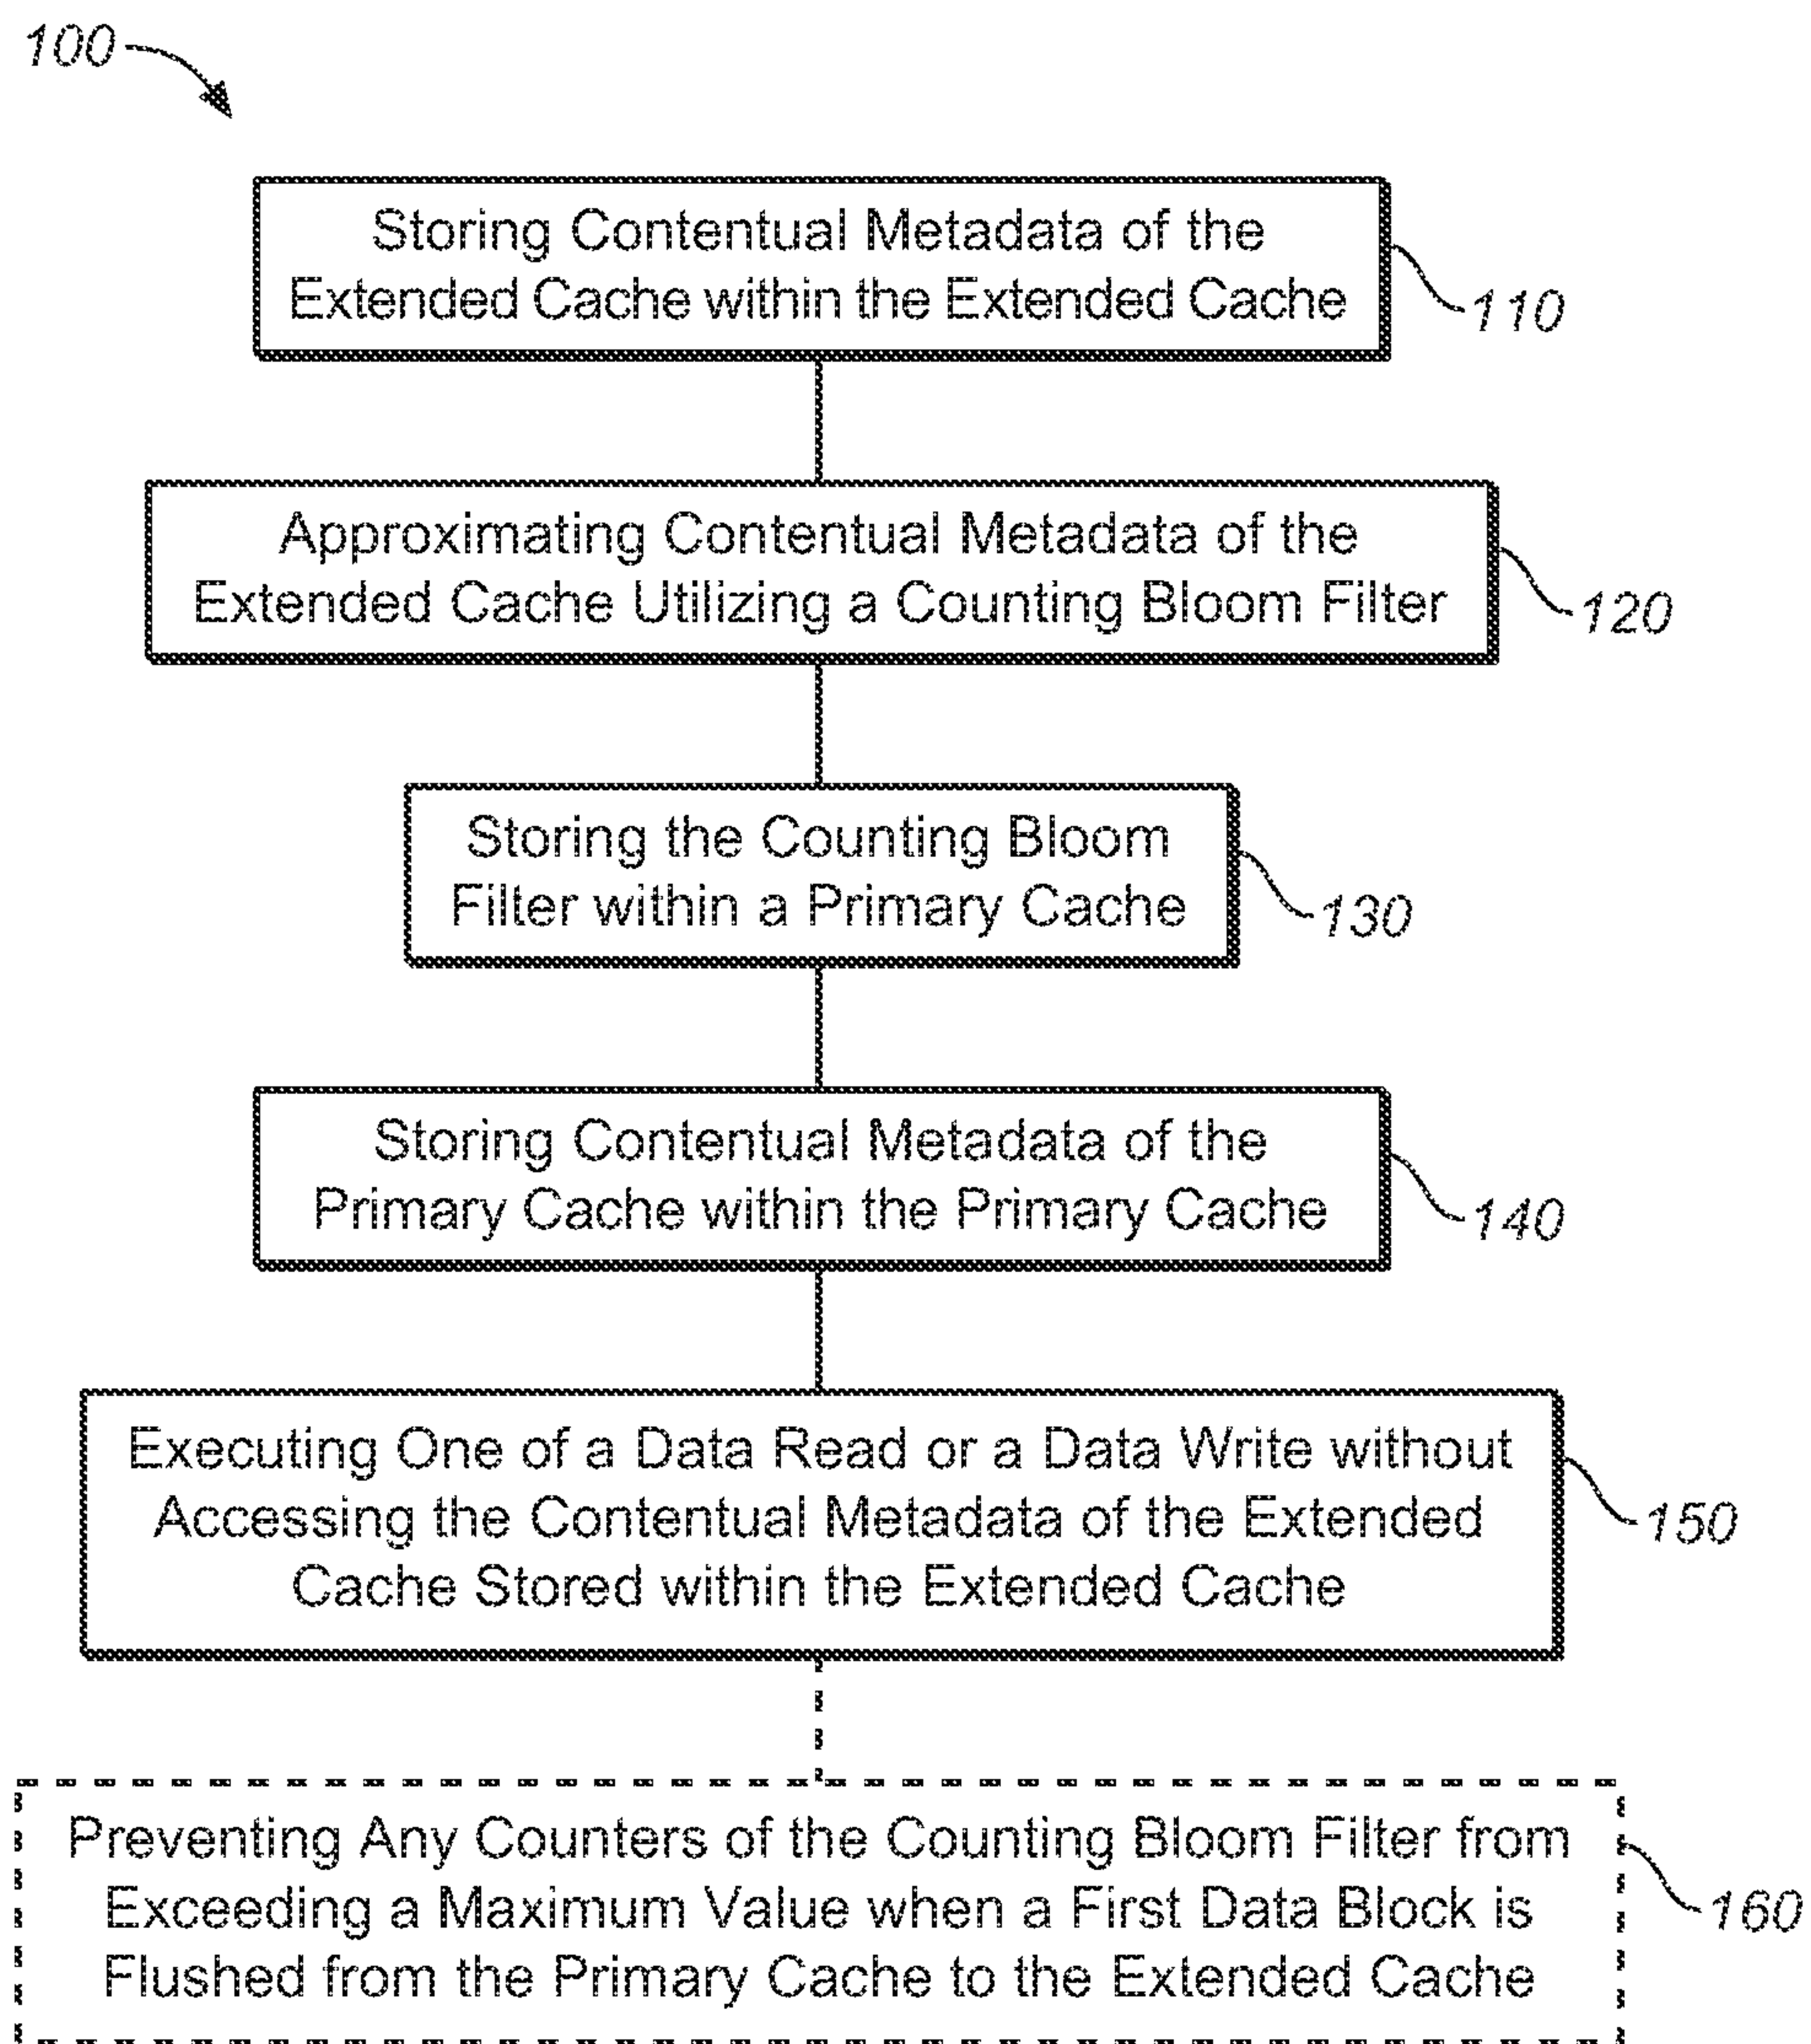 100
Storing Contentual Metadata of the
Extended Cache within the Extended Cache
110
Approximating Contentual Metadata of the
Extended Cache Utilizing a Counting Bloom Filter
120
Storing the Counting Bloom
Filter within a Primary Cache
130
Storing Contentual Metadata of the
Primary Cache within the Primary Cache
140
Executing One of a Data Read or a Data Write without
Accessing the Contentual Metadata of the Extended
Cache Stored within the Extended Cache
150
Preventing Any Counters of the Counting Bloom Filter from
Exceeding a Maximum Value when a First Data Block is
Flushed from the Primary Cache to the Extended Cache
160